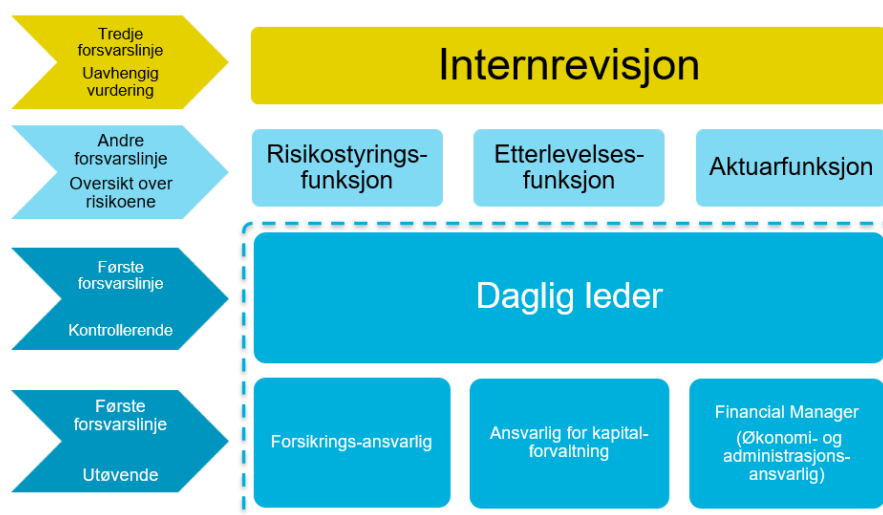 Tredje
forsvarslinje
Uavhengig
vurdering
Internrevisjon
Andre
forsvarslinje
Oversikt over
risikoene
Risikostyrings-
funksjon
Etterlevelses-
funksjon
Aktuarfunksjon
Første
forsvarslinje
Kontrollerende
Daglig leder
Første
forsvarslinje
Utøvende
Forsikrings-ansvarlig
Ansvarlig for kapital-
forvaltning
Financial Manager
(Økonomi- og
administrasjons-
ansvarlig)